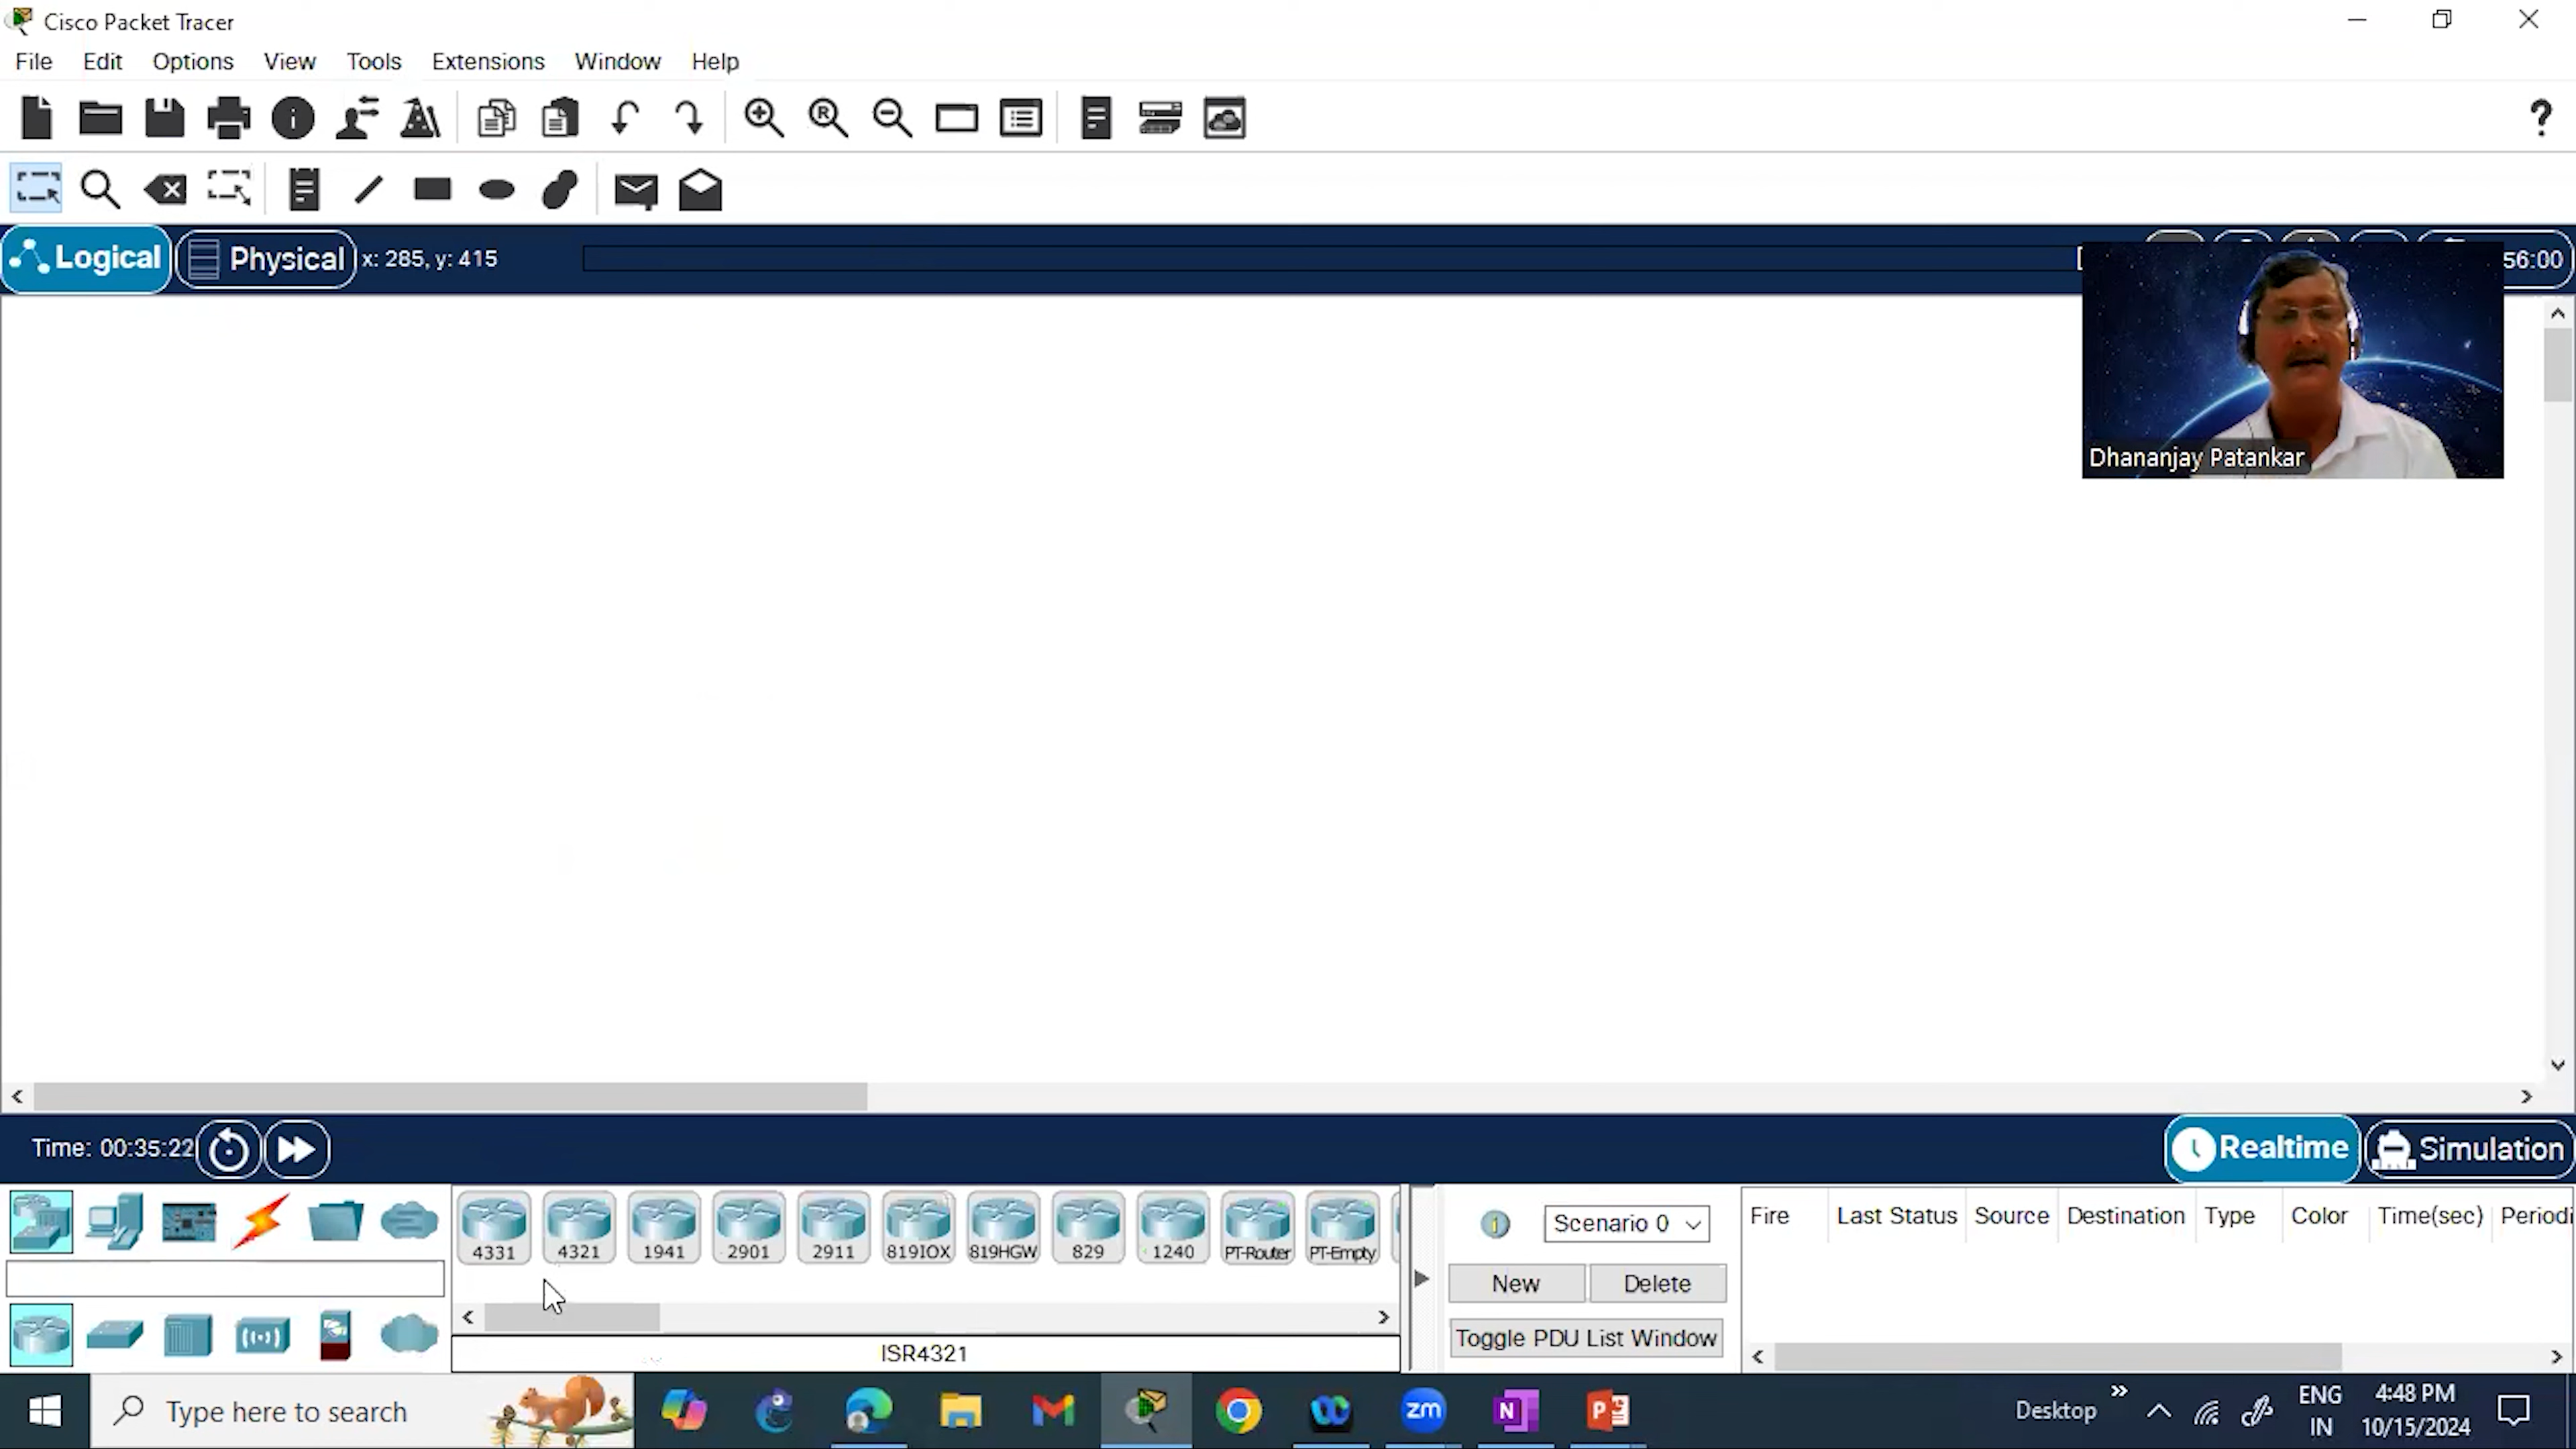 Cisco Packet Tracer
File Edit Options View Tools Extensions Window Help
Logical Physical x: 285, y: 415
56:00
Dhananjay Patankar
Time: 00:35:22
Realtime Simulation
4331 4321 1941 2901 2911 819IOX 819HGW 829 1240 PT-Router PT-Empty
ISR4321
Scenario 0
New Delete
Toggle PDU List Window
Fire Last Status Source Destination Type Color Time(sec) Periodi
Type here to search
zm
Desktop
ENG
IN
4:48 PM
10/15/2024